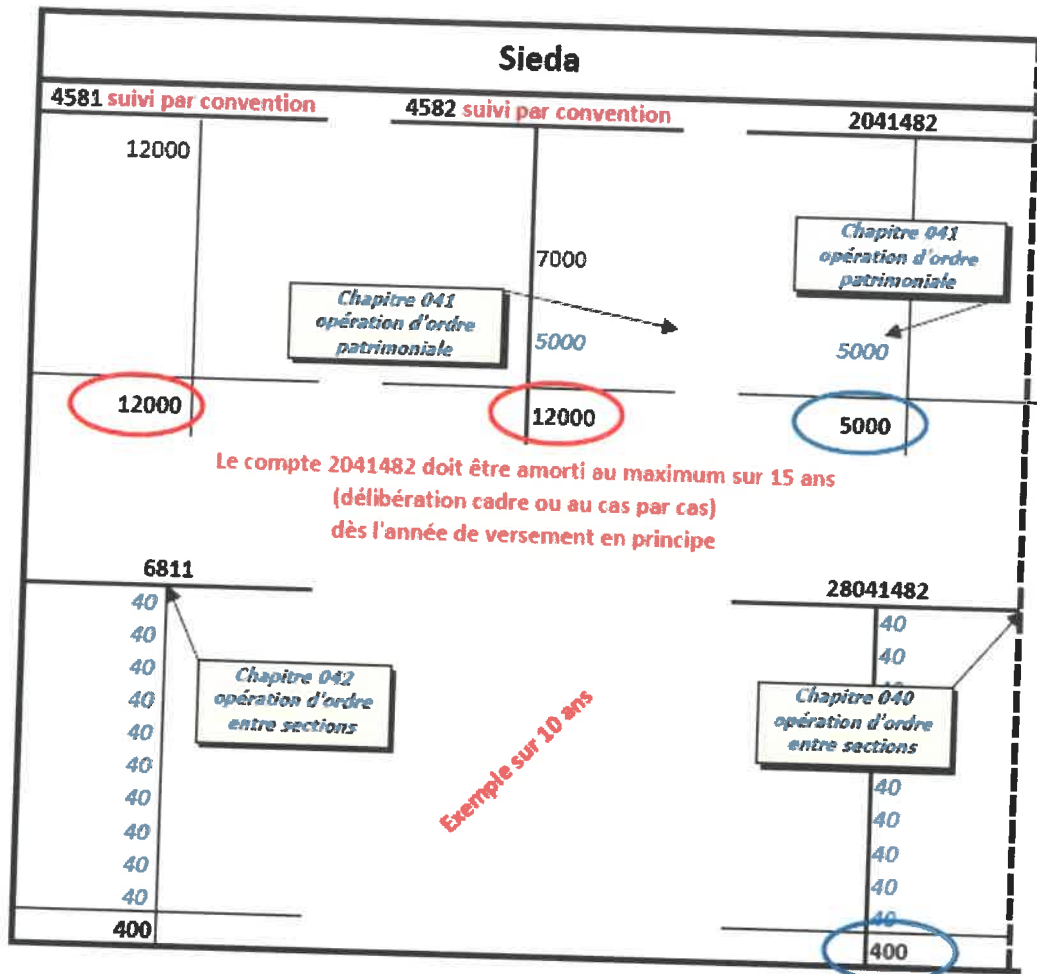 Sieda
4581 suivi par convention
4582 suivi par convention
2041482
12000
7000
Chapitre 041
opération d'ordre
patrimoniale
Chapitre 041
opération d'ordre
patrimoniale
5000
5000
12000
12000
5000
Le compte 2041482 doit être amorti au maximum sur 15 ans
(délibération cadre ou au cas par cas)
dès l'année de versement en principe
6811
28041482
40
40
40
40
40
40
40
40
40
40
400
Chapitre 042
opération d'ordre
entre sections
Exemple sur 10 ans
40
40
Chapitre 040
opération d'ordre
entre sections
40
40
40
40
40
400